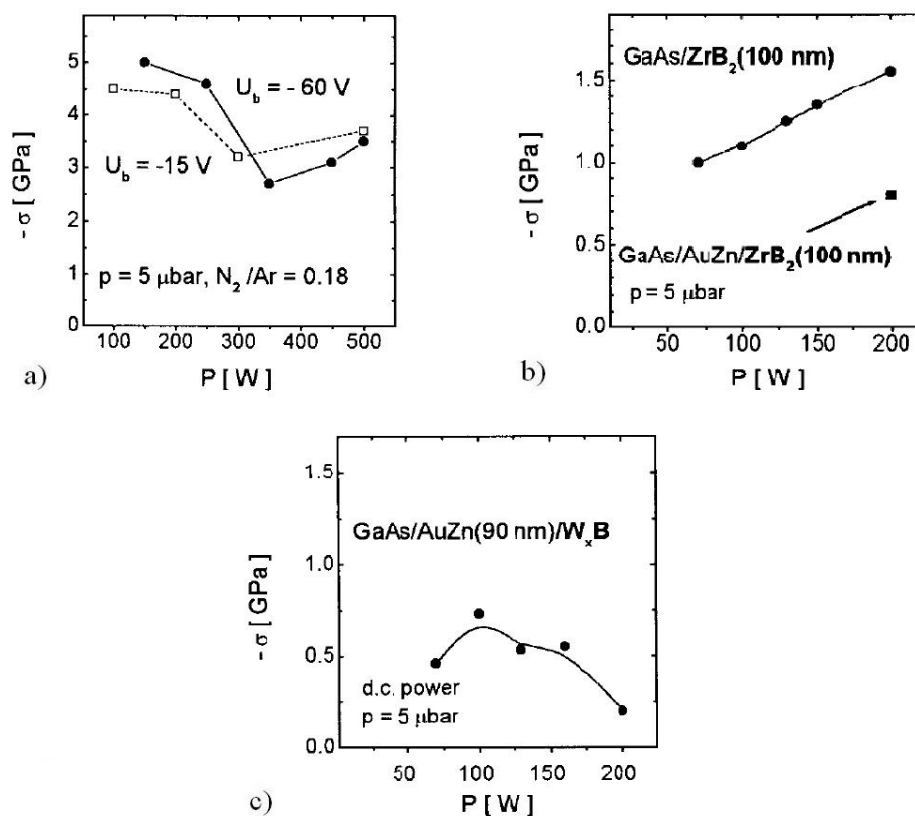 - σ [ GPa]
5
4
3
2
1
0
U_b = - 60 V
U_b = -15 V
p = 5 μbar, N_2 /Ar = 0.18
100 200 300 400 500
P [ W ]
a)
- σ [ GPa]
1.5
1.0
0.5
0.0
GaAs/ZrB_2(100 nm)
GaAs/AuZn/ZrB_2(100 nm)
p = 5 μbar
50 100 150 200
P [ W ]
b)
- σ [ GPa]
1.5
1.0
0.5
0.0
GaAs/AuZn(90 nm)/W_xB
d.c. power
p = 5 μbar
50 100 150 200
P [ W ]
c)